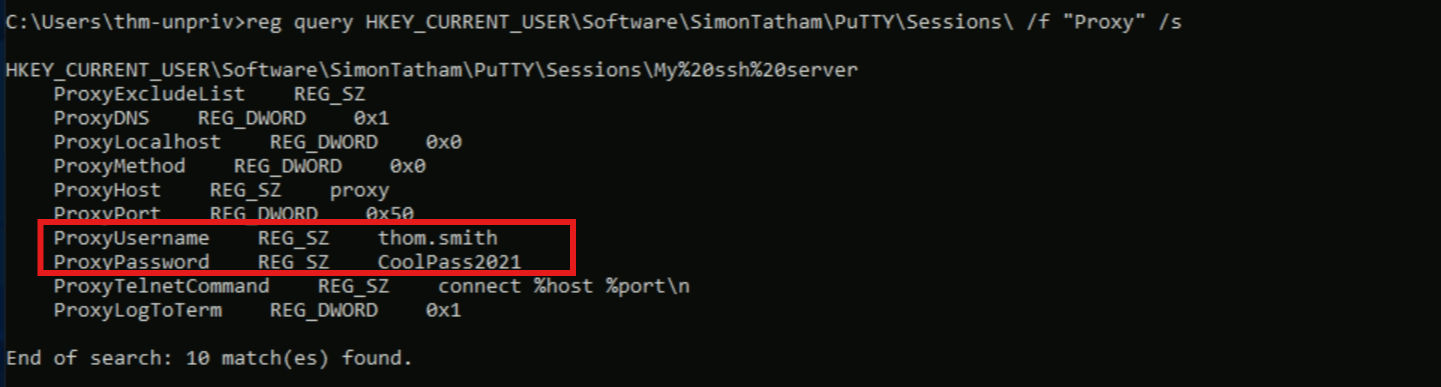 C:\Users\thm-unpriv>reg query HKEY_CURRENT_USER\Software\SimonTatham\PuTTY\Sessions\ /f "Proxy" /s
HKEY_CURRENT_USER\Software\SimonTatham\PuTTY\Sessions\My%20ssh%20server
ProxyExcludeList REG_SZ
ProxyDNS REG_DWORD 0x1
ProxyLocalhost REG_DWORD 0x0
ProxyMethod REG_DWORD 0x0
ProxyHost REG_SZ proxy
ProxyPort REG_DWORD 0x50
ProxyUsername REG_SZ thom.smith
ProxyPassword REG_SZ CoolPass2021
ProxyTelnetCommand REG_SZ connect %host %port\n
ProxyLogToTerm REG_DWORD 0x1
End of search: 10 match(es) found.